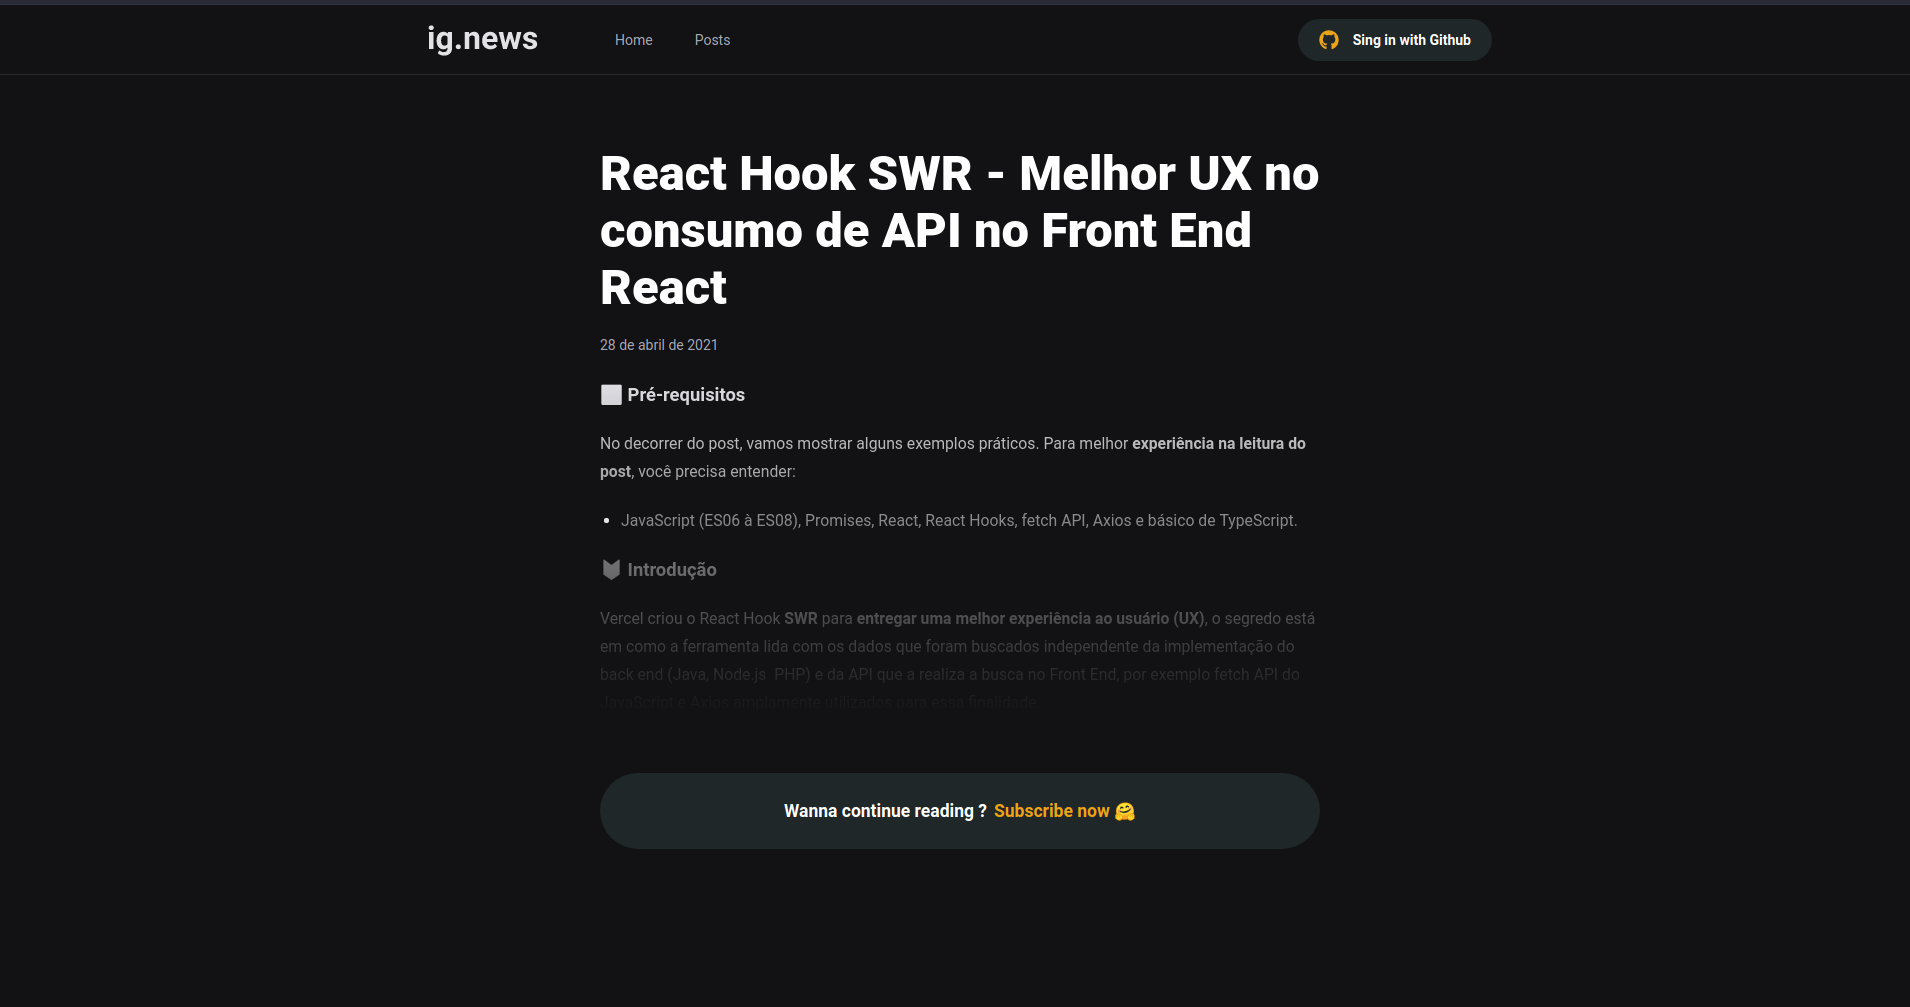 ig.news
Home
Posts
Sing in with Github
React Hook SWR - Melhor UX no
consumo de API no Front End
React
28 de abril de 2021
⬜ Pré-requisitos
No decorrer do post, vamos mostrar alguns exemplos práticos. Para melhor experiência na leitura do
post, você precisa entender:
• JavaScript (ES06 à ES08), Promises, React, React Hooks, fetch API, Axios e básico de TypeScript.
Introdução
Vercel criou o React Hook SWR para entregar uma melhor experiência ao usuário (UX), o segredo está
em como a ferramenta lida com os dados que foram buscados independente da implementação do
back end (Java, Node.js  PHP) e da API que a realiza a busca no Front End, por exemplo fetch API do
JavaScript e Axios amplamente utilizados para essa finalidade.
Wanna continue reading ? Subscribe now 🤗